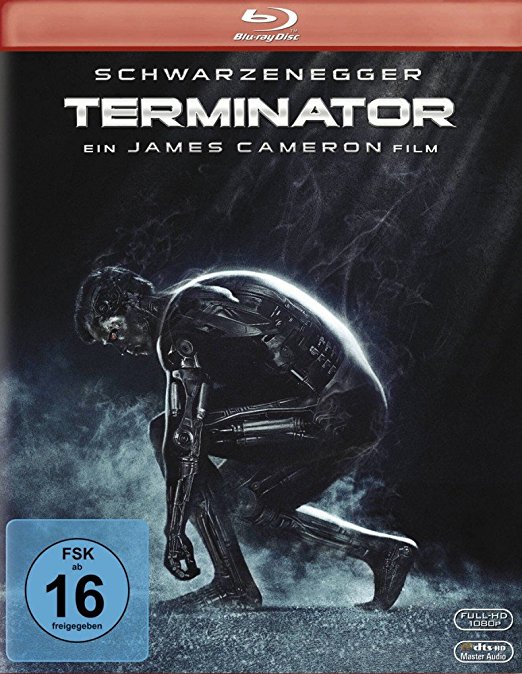 Blu-ray Disc
SCHWARZENEGGER
TERMINATOR
EIN JAMES CAMERON FILM
FSK
ab
16
freigegeben
FULL-HD
1080p
dts-HD
Master Audio